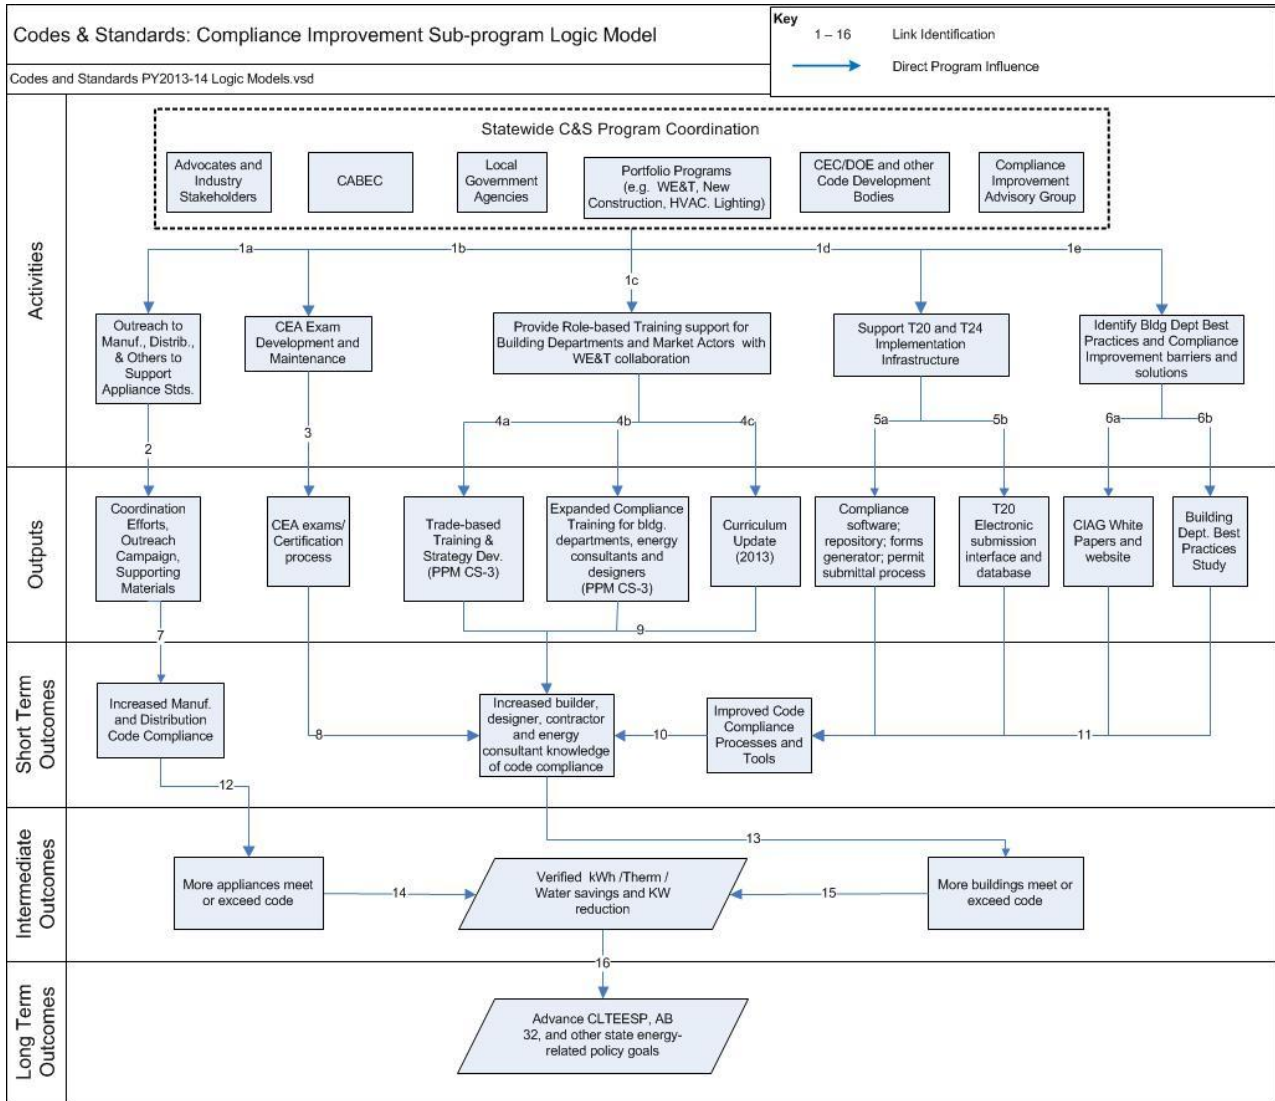 Codes & Standards: Compliance Improvement Sub-program Logic Model
Key
1 – 16 Link Identification
Direct Program Influence
Codes and Standards PY2013-14 Logic Models.vsd
Activities
Statewide C&S Program Coordination
Advocates and
Industry
Stakeholders
CABEC
Local
Government
Agencies
Portfolio Programs
(e.g. WE&T, New
Construction, HVAC. Lighting)
CEC/DOE and other
Code Development
Bodies
Compliance
Improvement
Advisory Group
1a
1b
1c
1d
1e
Outreach to
Manuf., Distrib.,
& Others to
Support
Appliance Stds.
CEA Exam
Development and
Maintenance
Provide Role-based Training support for
Building Departments and Market Actors with
WE&T collaboration
Support T20 and T24
Implementation
Infrastructure
Identify Bldg Dept Best
Practices and Compliance
Improvement barriers and
solutions
2
3
4a
4b
4c
5a
5b
6a
6b
Outputs
Coordination
Efforts,
Outreach
Campaign,
Supporting
Materials
CEA exams/
Certification
process
Trade-based
Training &
Strategy Dev.
(PPM CS-3)
Expanded Compliance
Training for bldg.
departments, energy
consultants and
designers
(PPM CS-3)
Curriculum
Update
(2013)
Compliance
software;
repository; forms
generator; permit
submittal process
T20
Electronic
submission
interface and
database
CIAG White
Papers and
website
Building
Dept. Best
Practices
Study
7
9
Short Term
Outcomes
Increased Manuf.
and Distribution
Code Compliance
8
Increased builder,
designer, contractor
and energy
consultant knowledge
of code compliance
10
Improved Code
Compliance
Processes and
Tools
11
12
13
Intermediate
Outcomes
More appliances meet
or exceed code
14
Verified kWh /Therm /
Water savings and KW
reduction
15
More buildings meet or
exceed code
16
Long Term
Outcomes
Advance CLTEESP, AB
32, and other state energy-
related policy goals